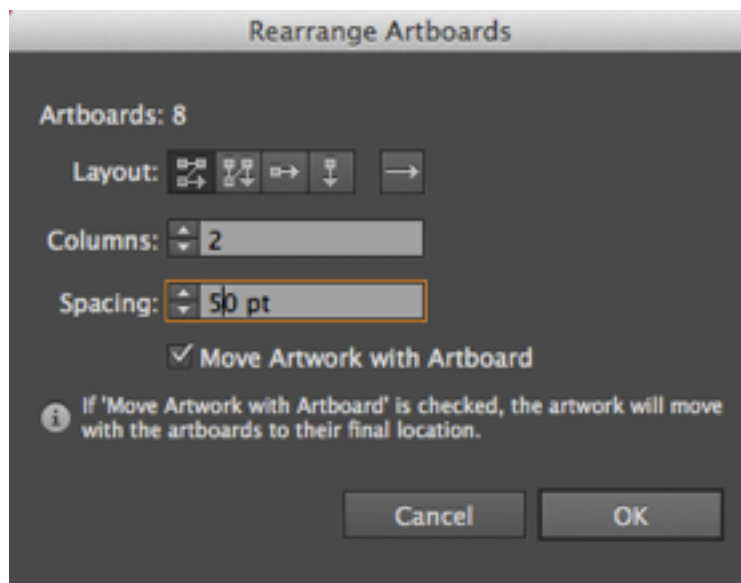 Rearrange Artboards
Artboards: 8
Layout:
Columns: 2
Spacing: 50 pt
Move Artwork with Artboard
If 'Move Artwork with Artboard' is checked, the artwork will move
with the artboards to their final location.
Cancel OK